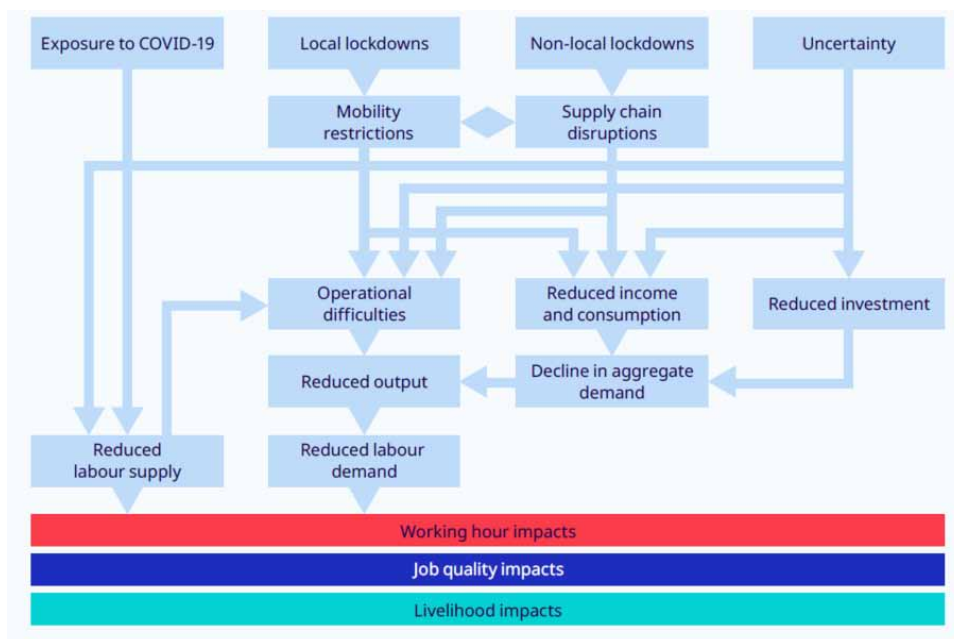 Exposure to COVID-19
Local lockdowns
Non-local lockdowns
Uncertainty
Mobility
restrictions
Supply chain
disruptions
Operational
difficulties
Reduced income
and consumption
Reduced investment
Reduced output
Decline in aggregate
demand
Reduced
labour supply
Reduced labour
demand
Working hour impacts
Job quality impacts
Livelihood impacts